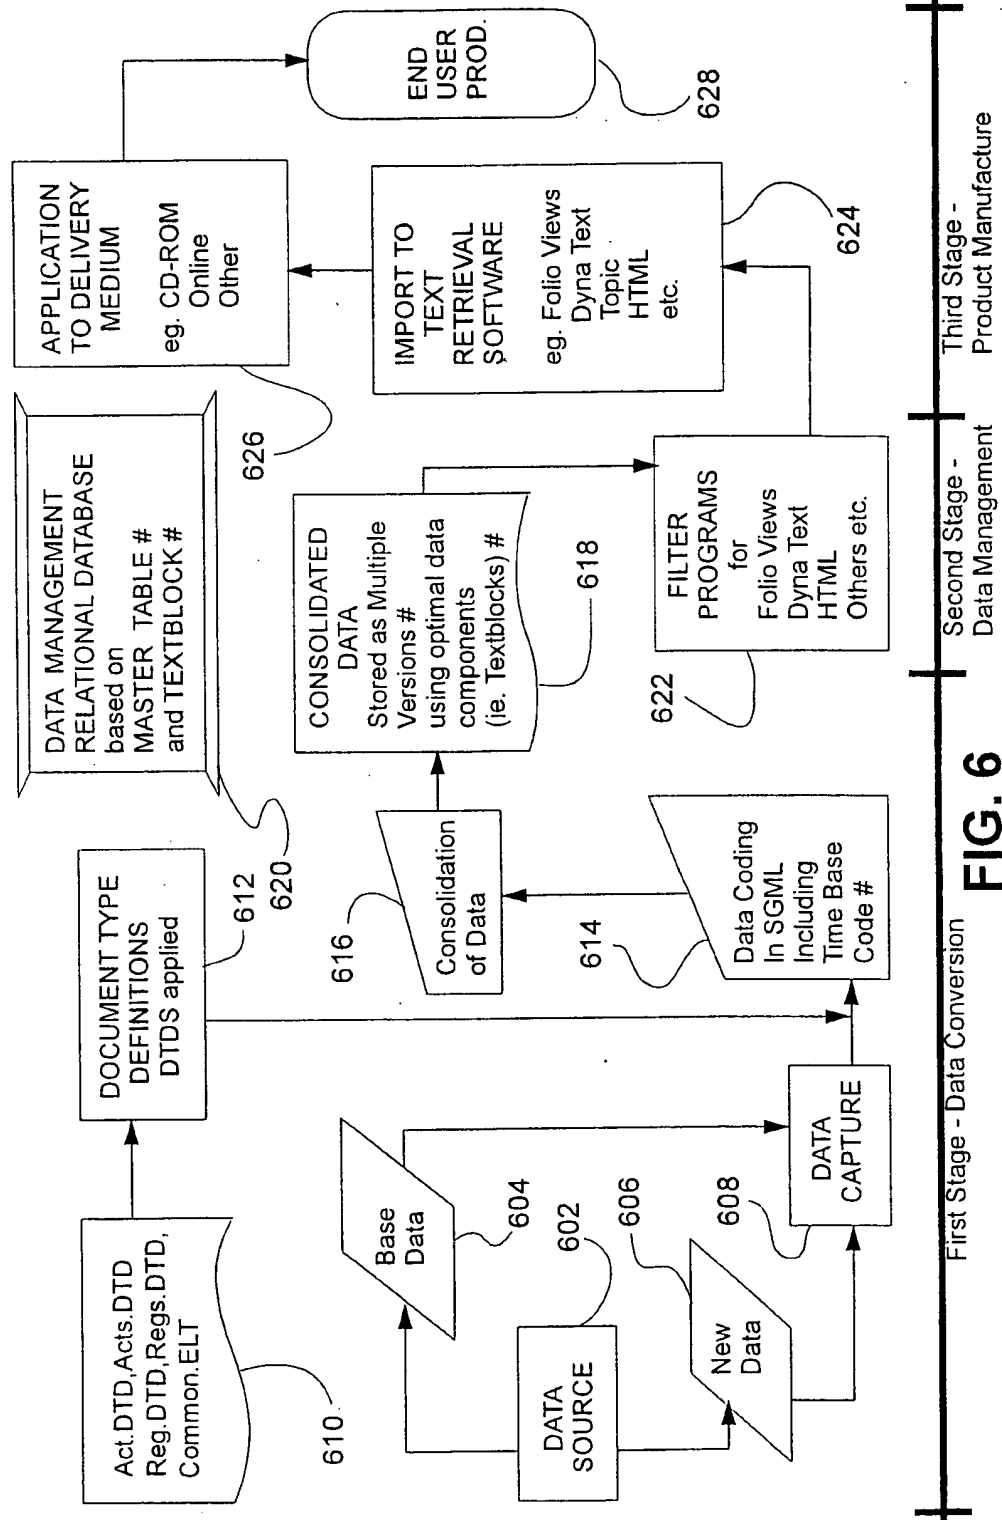 Act.DTD,Acts.DTD
Reg.DTD,Regs.DTD,
Common.ELT
610
DOCUMENT TYPE
DEFINITIONS
DTDS applied
612
DATA MANAGEMENT
RELATIONAL DATABASE
based on
MASTER TABLE #
and TEXTBLOCK #
620
APPLICATION
TO DELIVERY
MEDIUM
eg. CD-ROM
Online
Other
626
END
USER
PROD.
628
DATA
SOURCE
602
Base
Data
604
New
Data
606
DATA
CAPTURE
608
Data Coding
In SGML
Including
Time Base
Code #
614
Consolidation
of Data
616
CONSOLIDATED
DATA
Stored as Multiple
Versions #
using optimal data
components
(ie. Textblocks) #
618
FILTER
PROGRAMS
for
Folio Views
Dyna Text
HTML
Others etc.
622
IMPORT TO
TEXT
RETRIEVAL
SOFTWARE
eg. Folio Views
Dyna Text
Topic
HTML
etc.
624
First Stage - Data Conversion
Second Stage -
Data Management
Third Stage -
Product Manufacture
FIG. 6